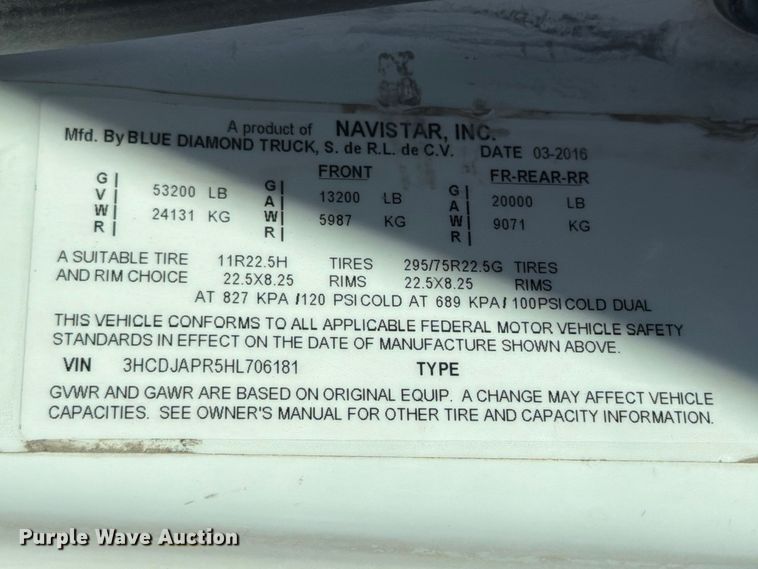 A product of NAVISTAR, INC.
Mfd. By BLUE DIAMOND TRUCK, S. de R.L. de C.V. DATE 03-2016
FRONT FR-REAR-RR
GVWR 53200 LB GAWR 13200 LB GAWR 20000 LB
24131 KG 5987 KG 9071 KG
A SUITABLE TIRE 11R22.5H TIRES 295/75R22.5G TIRES
AND RIM CHOICE 22.5X8.25 RIMS 22.5X8.25 RIMS
AT 827 KPA /120 PSI COLD AT 689 KPA / 100 PSI COLD DUAL
THIS VEHICLE CONFORMS TO ALL APPLICABLE FEDERAL MOTOR VEHICLE SAFETY
STANDARDS IN EFFECT ON THE DATE OF MANUFACTURE SHOWN ABOVE.
VIN 3HCDJAPR5HL706181 TYPE
GVWR AND GAWR ARE BASED ON ORIGINAL EQUIP. A CHANGE MAY AFFECT VEHICLE
CAPACITIES. SEE OWNER'S MANUAL FOR OTHER TIRE AND CAPACITY INFORMATION.
Purple Wave Auction